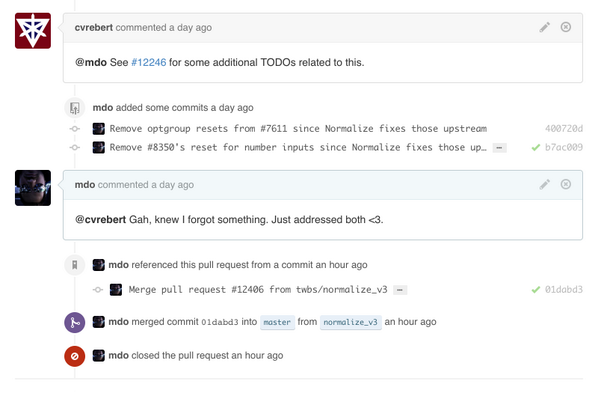 cvrebert commented a day ago
@mdo See #12246 for some additional TODOs related to this.
mdo added some commits a day ago
Remove optgroup resets from #7611 since Normalize fixes those upstream 400720d
Remove #8350's reset for number inputs since Normalize fixes those up… … b7ac009
mdo commented a day ago
@cvrebert Gah, knew I forgot something. Just addressed both <3.
mdo referenced this pull request from a commit an hour ago
Merge pull request #12406 from twbs/normalize_v3 … 01dabd3
mdo merged commit 01dabd3 into master from normalize_v3 an hour ago
mdo closed the pull request an hour ago